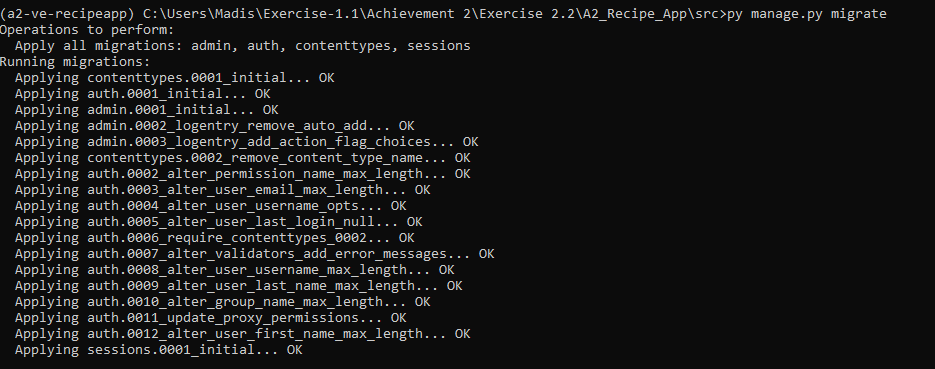 (a2-ve-recipeapp) C:\Users\Madis\Exercise-1.1\Achievement 2\Exercise 2.2\A2_Recipe_App\src>py manage.py migrate
Operations to perform:
  Apply all migrations: admin, auth, contenttypes, sessions
Running migrations:
  Applying contenttypes.0001_initial... OK
  Applying auth.0001_initial... OK
  Applying admin.0001_initial... OK
  Applying admin.0002_logentry_remove_auto_add... OK
  Applying admin.0003_logentry_add_action_flag_choices... OK
  Applying contenttypes.0002_remove_content_type_name... OK
  Applying auth.0002_alter_permission_name_max_length... OK
  Applying auth.0003_alter_user_email_max_length... OK
  Applying auth.0004_alter_user_username_opts... OK
  Applying auth.0005_alter_user_last_login_null... OK
  Applying auth.0006_require_contenttypes_0002... OK
  Applying auth.0007_alter_validators_add_error_messages... OK
  Applying auth.0008_alter_user_username_max_length... OK
  Applying auth.0009_alter_user_last_name_max_length... OK
  Applying auth.0010_alter_group_name_max_length... OK
  Applying auth.0011_update_proxy_permissions... OK
  Applying auth.0012_alter_user_first_name_max_length... OK
  Applying sessions.0001_initial... OK